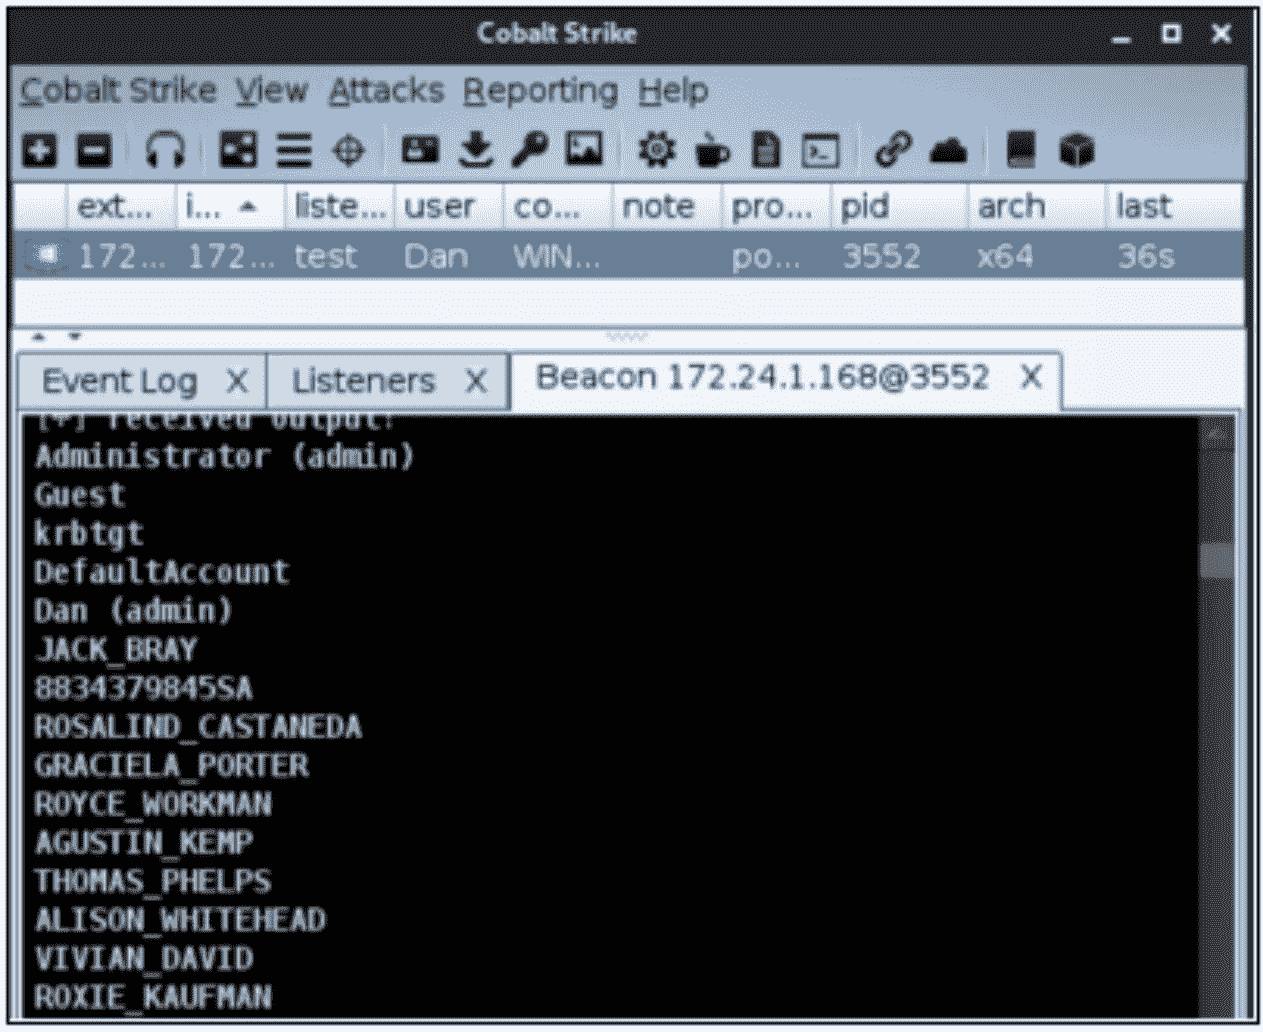 Cobalt Strike
Cobalt Strike View Attacks Reporting Help
ext... i... liste... user co... note pro... pid arch last
172... 172... test Dan WIN... po... 3552 x64 36s
Event Log X Listeners X Beacon 172.24.1.168@3552 X
[+] received output:
Administrator (admin)
Guest
krbtgt
DefaultAccount
Dan (admin)
JACK_BRAY
8834379845SA
ROSALIND_CASTANEDA
GRACIELA_PORTER
ROYCE_WORKMAN
AGUSTIN_KEMP
THOMAS_PHELPS
ALISON_WHITEHEAD
VIVIAN_DAVID
ROXIE_KAUFMAN